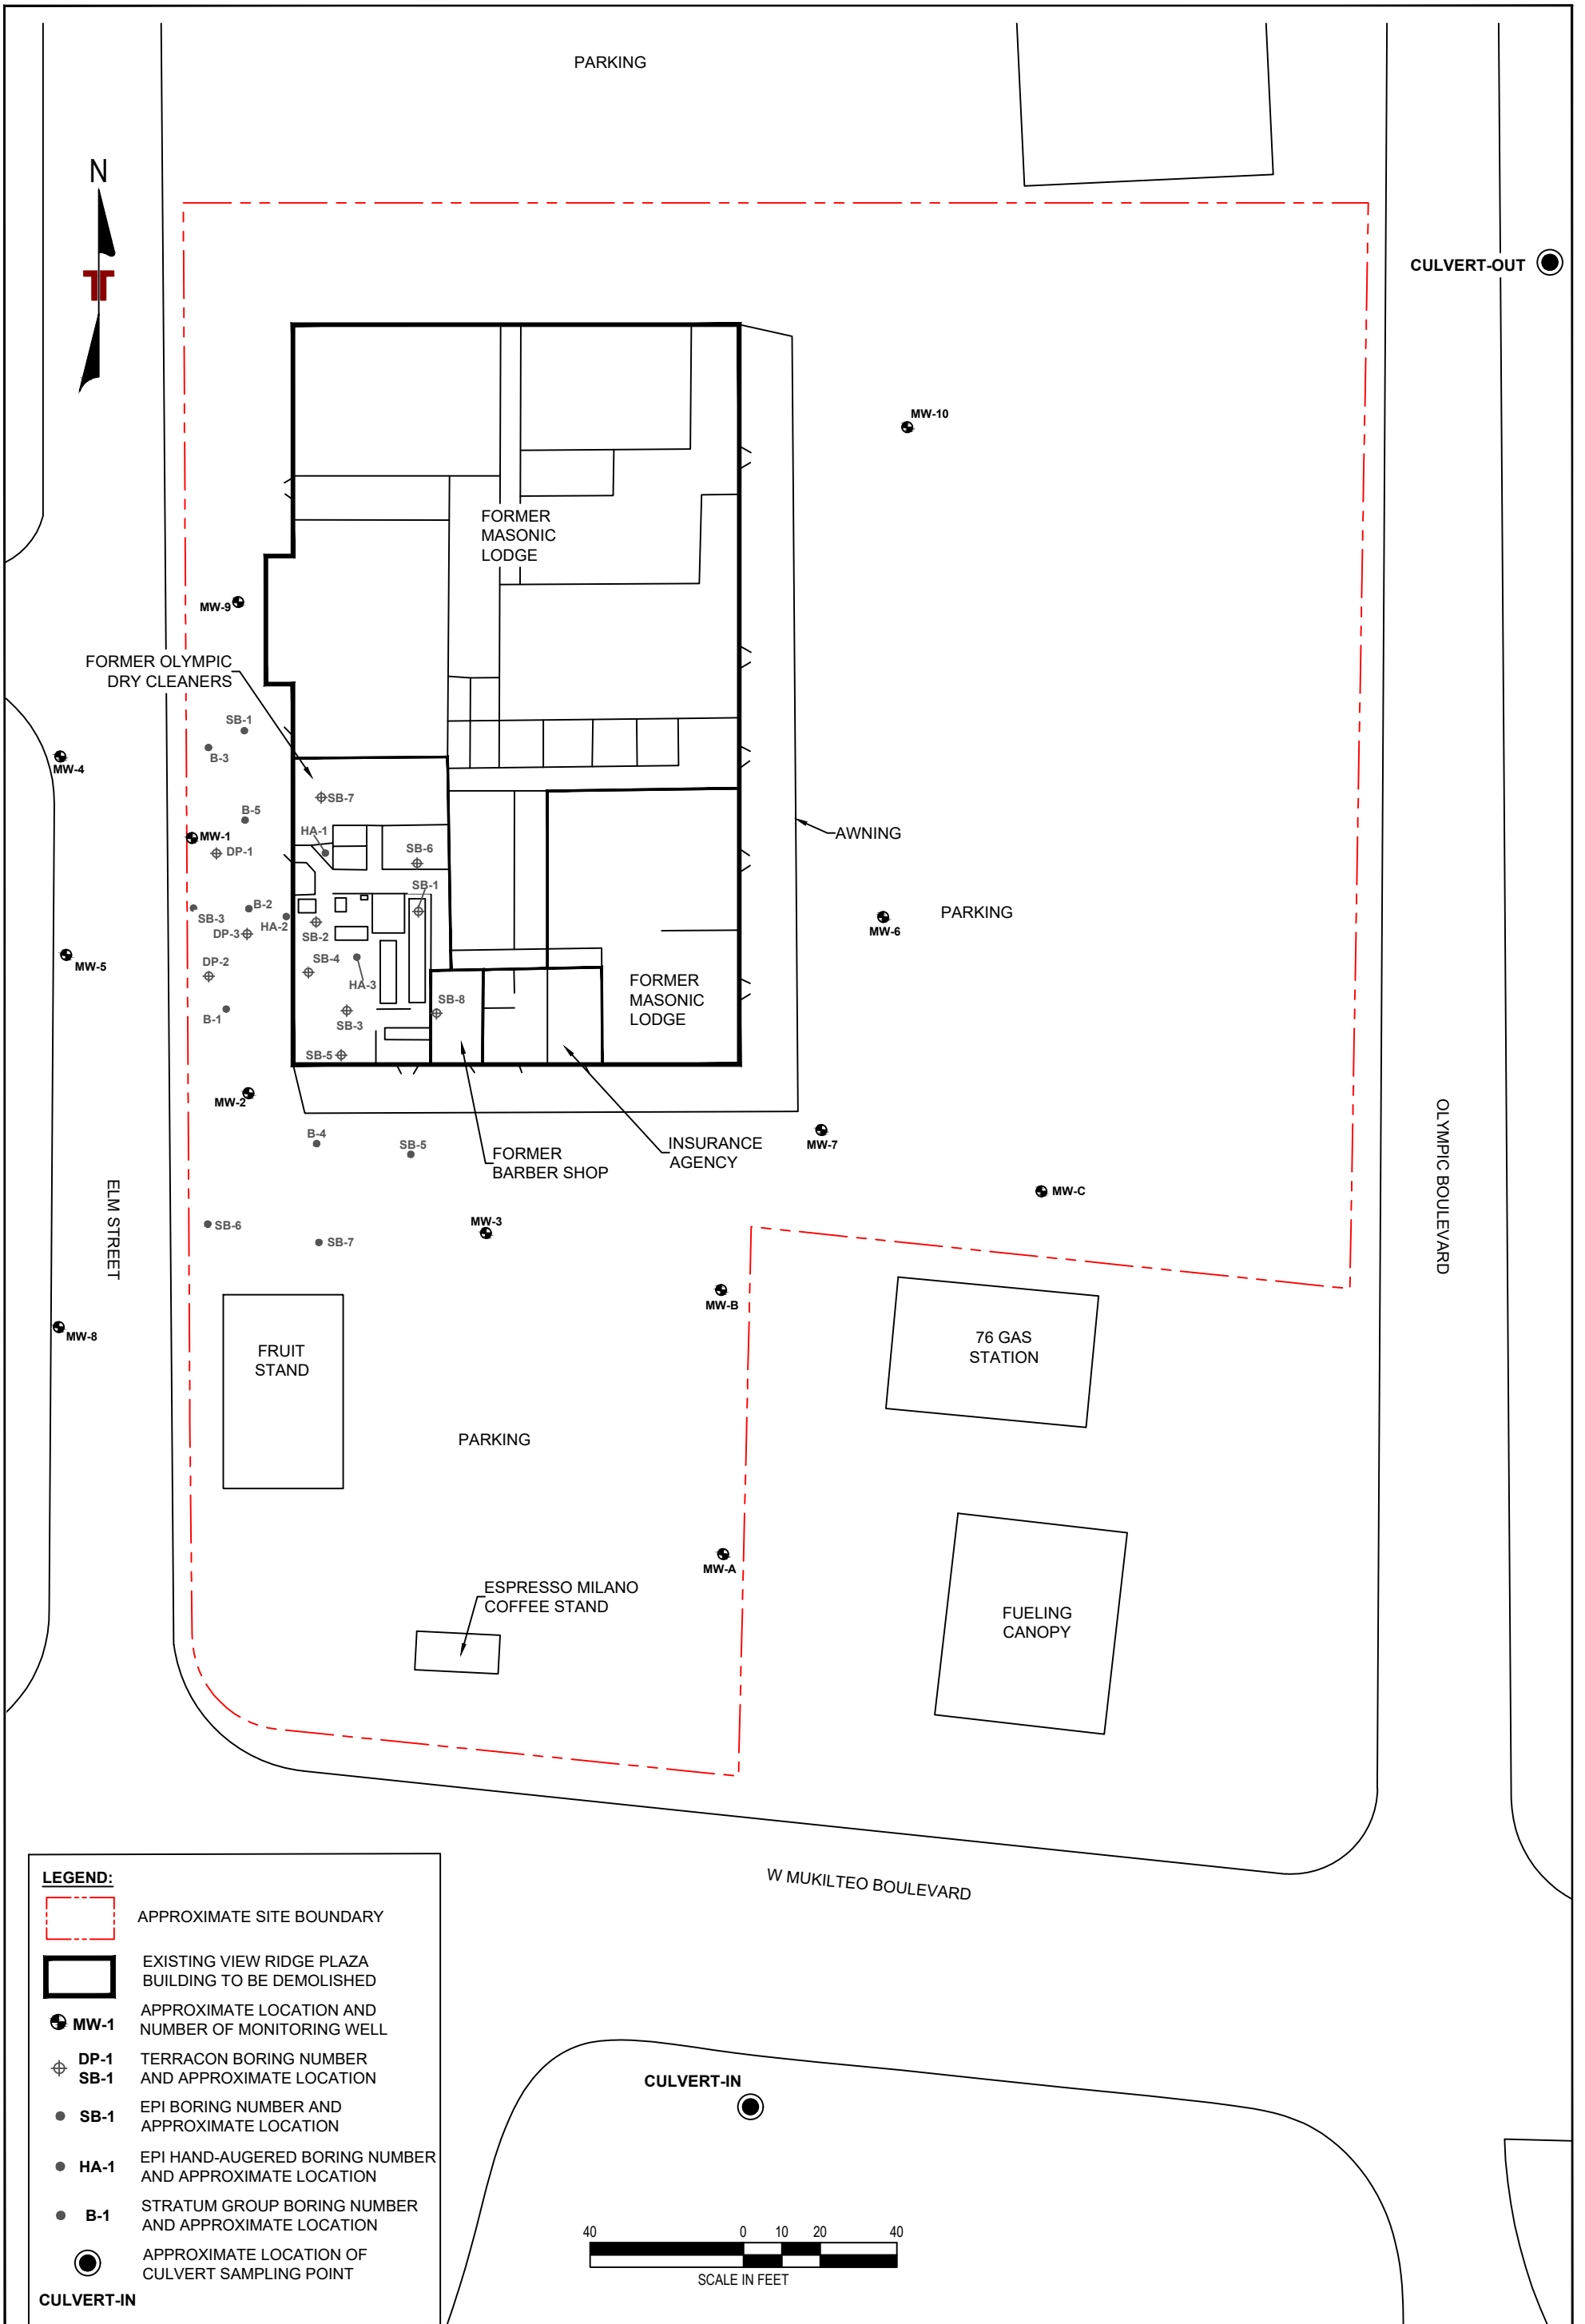 PARKING
N
CULVERT-OUT
MW-10
FORMER
MASONIC
LODGE
MW-9
FORMER OLYMPIC
DRY CLEANERS
SB-1
B-3
MW-4
SB-7
B-5
HA-1
MW-1
DP-1
SB-6
AWNING
SB-1
B-2
SB-3
HA-2
DP-3
SB-2
PARKING
MW-6
MW-5
DP-2
SB-4
HA-3
FORMER
MASONIC
LODGE
SB-8
B-1
SB-3
SB-5
MW-2
B-4
SB-5
FORMER
BARBER SHOP
INSURANCE
AGENCY
MW-7
OLYMPIC BOULEVARD
ELM STREET
MW-C
SB-6
MW-3
SB-7
MW-B
MW-8
FRUIT
STAND
76 GAS
STATION
PARKING
MW-A
ESPRESSO MILANO
COFFEE STAND
FUELING
CANOPY
W MUKILTEO BOULEVARD
LEGEND:
APPROXIMATE SITE BOUNDARY
EXISTING VIEW RIDGE PLAZA
BUILDING TO BE DEMOLISHED
MW-1
APPROXIMATE LOCATION AND
NUMBER OF MONITORING WELL
DP-1
SB-1
TERRACON BORING NUMBER
AND APPROXIMATE LOCATION
SB-1
EPI BORING NUMBER AND
APPROXIMATE LOCATION
HA-1
EPI HAND-AUGERED BORING NUMBER
AND APPROXIMATE LOCATION
B-1
STRATUM GROUP BORING NUMBER
AND APPROXIMATE LOCATION
APPROXIMATE LOCATION OF
CULVERT SAMPLING POINT
CULVERT-IN
CULVERT-IN
40 0 10 20 40
SCALE IN FEET